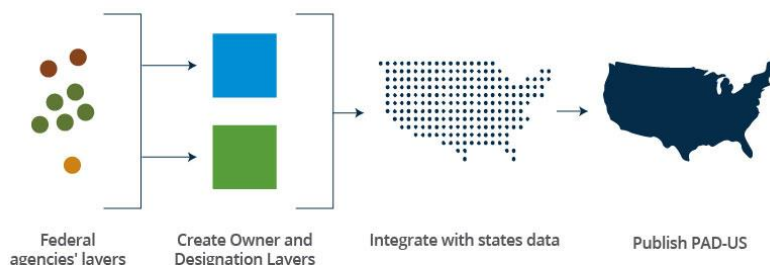 Federal
agencies' layers
Create Owner and
Designation Layers
Integrate with states data
Publish PAD-US